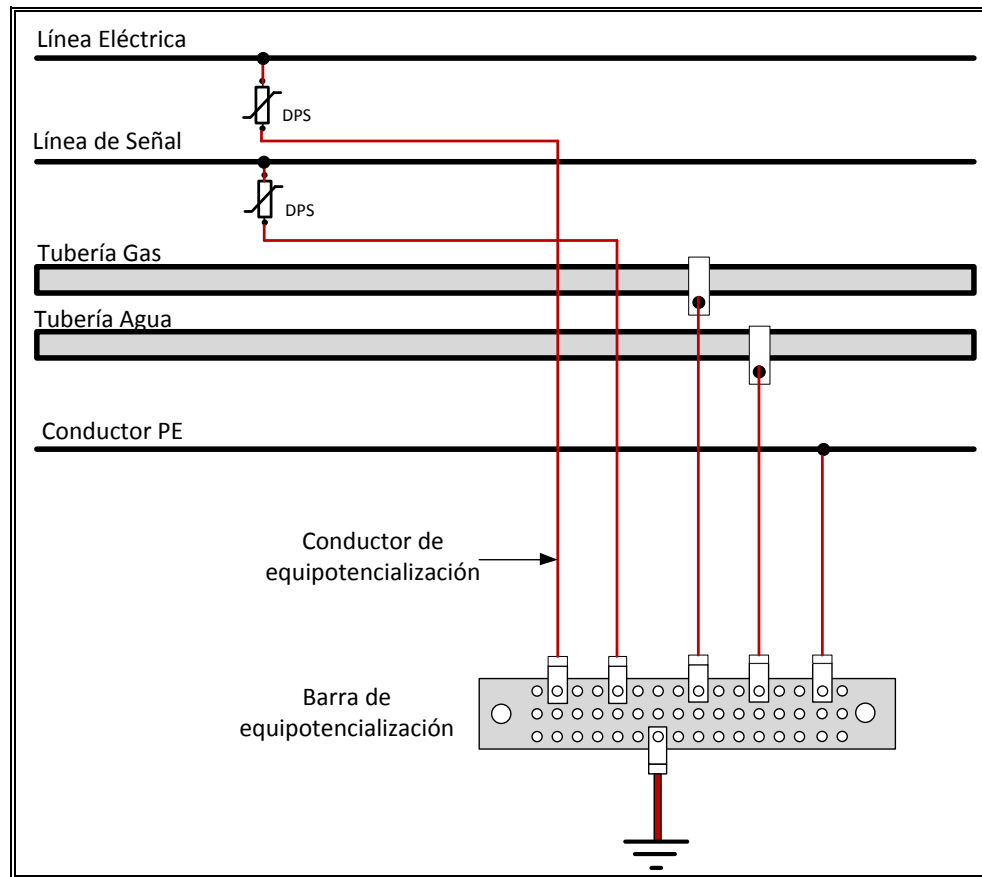 Línea Eléctrica
DPS
Línea de Señal
DPS
Tubería Gas
Tubería Agua
Conductor PE
Conductor de
equipotencialización
Barra de
equipotencialización